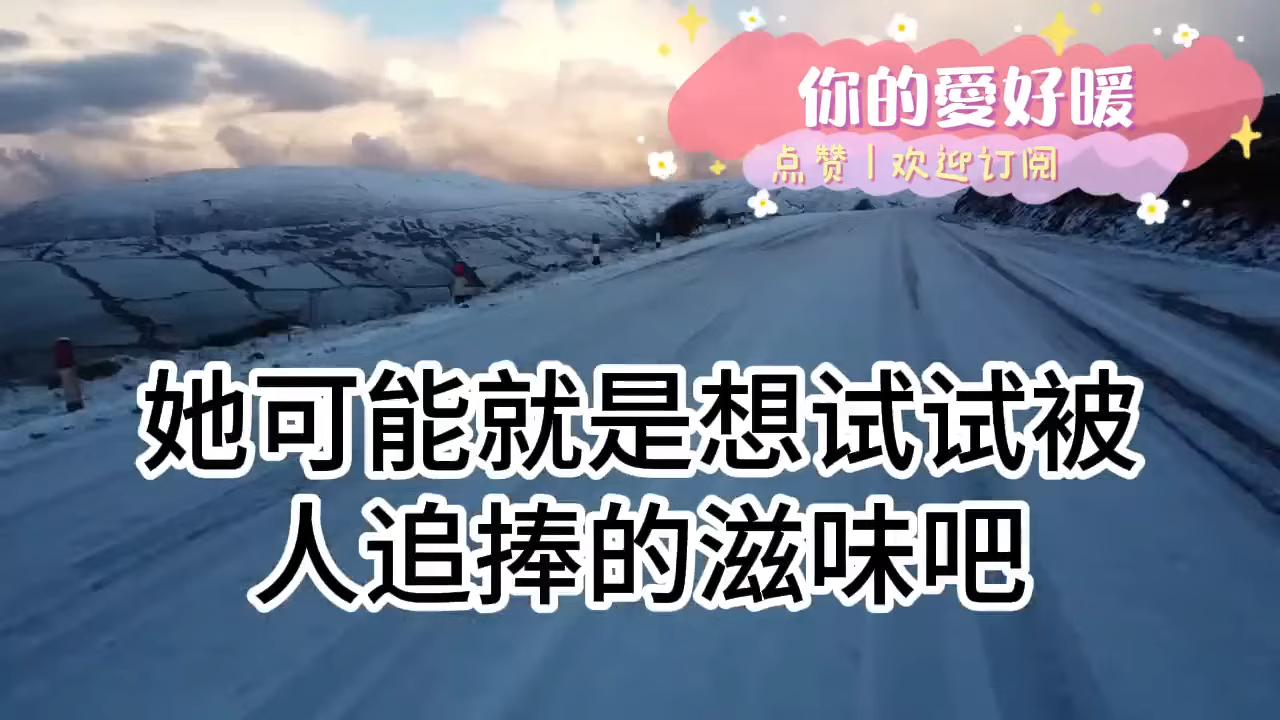 你的愛好暖
点赞 | 欢迎订阅
她可能就是想试试被
人追捧的滋味吧